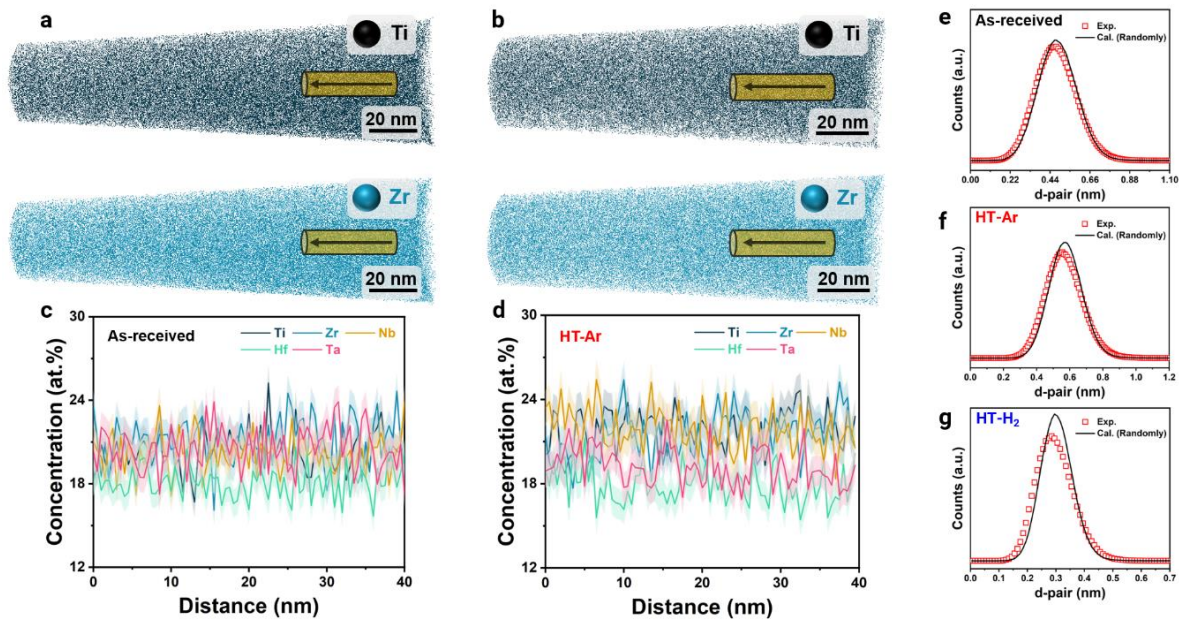 a
Ti
20 nm
Zr
20 nm
b
Ti
20 nm
Zr
20 nm
c
30
24
18
12
Concentration (at.%)
As-received
Ti Zr Nb
Hf Ta
0 10 20 30 40
Distance (nm)
d
30
24
18
12
Concentration (at.%)
HT-Ar
Ti Zr Nb
Hf Ta
0 10 20 30 40
Distance (nm)
e
As-received
Exp.
Cal. (Randomly)
Counts (a.u.)
0.00 0.22 0.44 0.66 0.88 1.10
d-pair (nm)
f
HT-Ar
Exp.
Cal. (Randomly)
Counts (a.u.)
0.0 0.2 0.4 0.6 0.8 1.0 1.2
d-pair (nm)
g
HT-H₂
Exp.
Cal. (Randomly)
Counts (a.u.)
0.0 0.1 0.2 0.3 0.4 0.5 0.6 0.7
d-pair (nm)